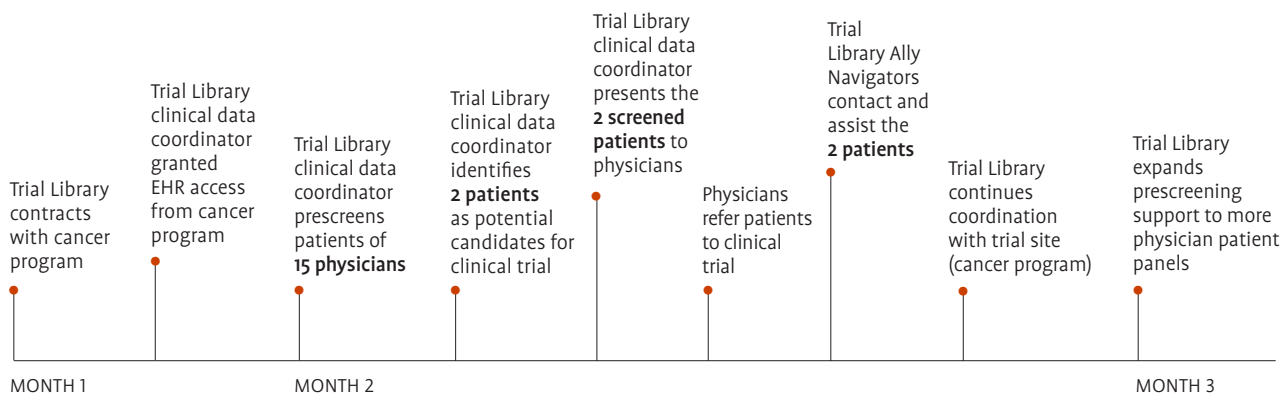 Trial Library
contracts
with cancer
program
Trial Library
clinical data
coordinator
granted
EHR access
from cancer
program
Trial Library
clinical data
coordinator
prescreens
patients of
15 physicians
Trial Library
clinical data
coordinator
identifies
2 patients
as potential
candidates for
clinical trial
Trial Library
clinical data
coordinator
presents the
2 screened
patients to
physicians
Physicians
refer patients
to clinical
trial
Trial
Library Ally
Navigators
contact and
assist the
2 patients
Trial Library
continues
coordination
with trial site
(cancer program)
Trial Library
expands
prescreening
support to more
physician patient
panels
MONTH 1
MONTH 2
MONTH 3